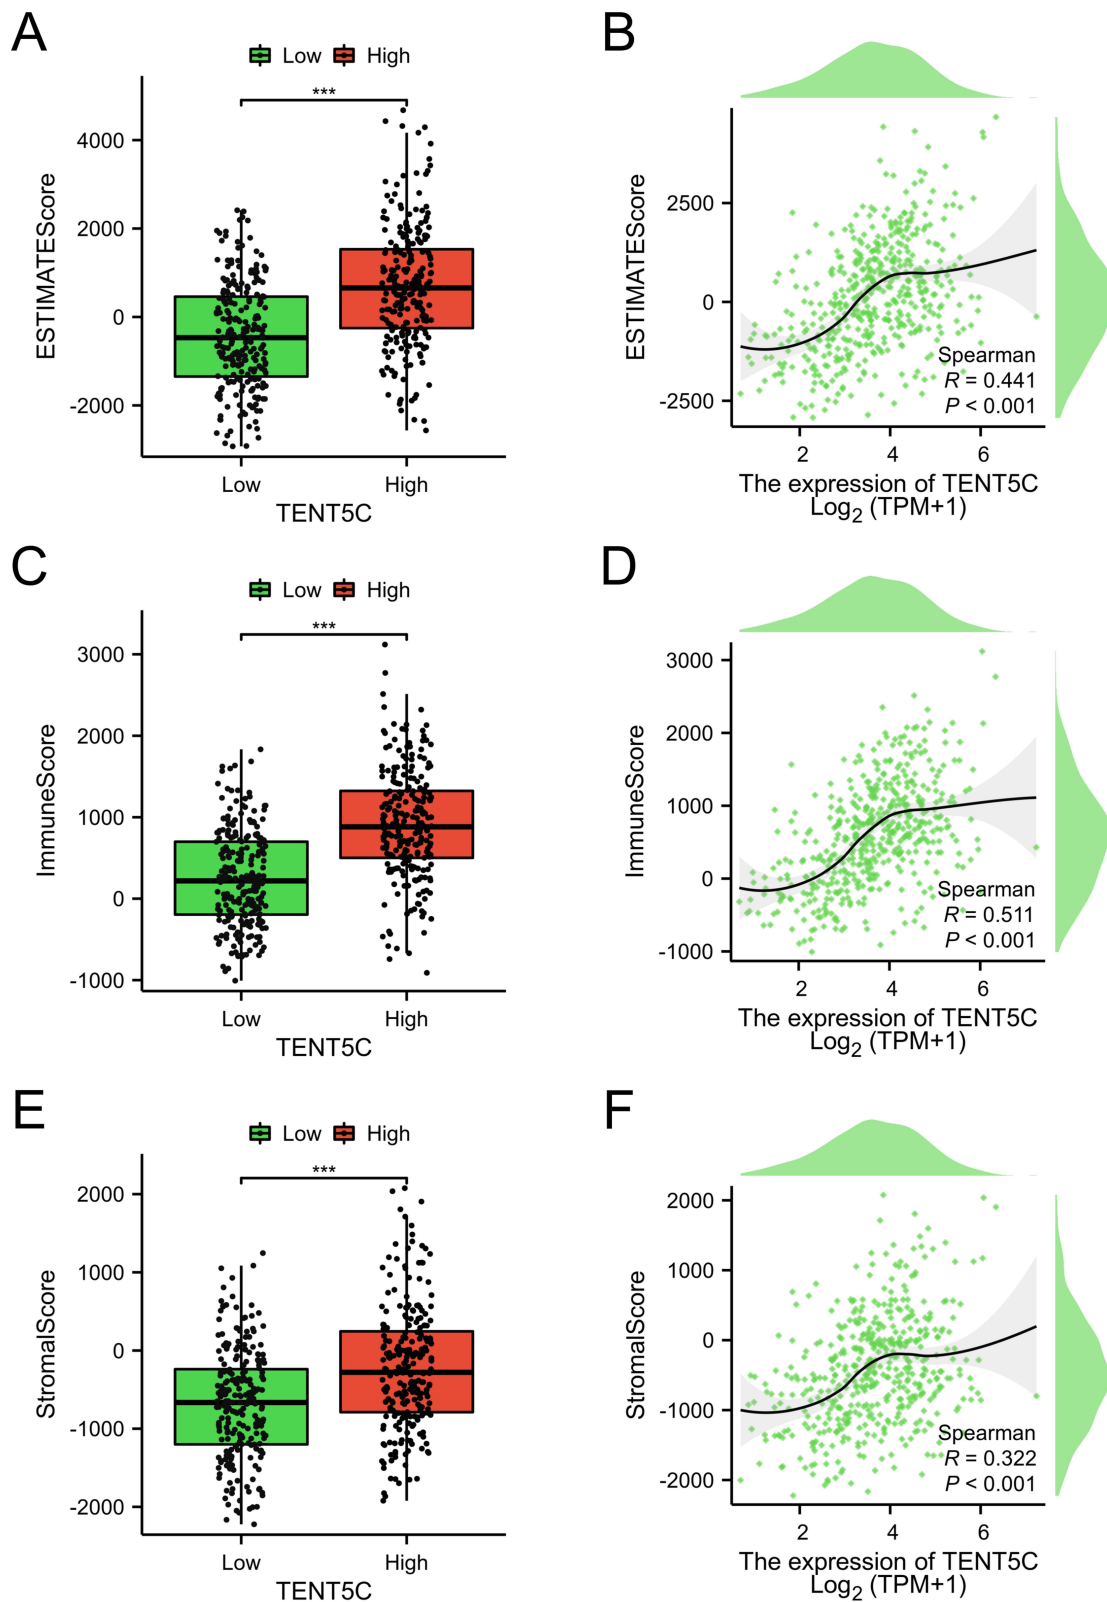 A
Low High
***
ESTIMATEScore
4000
2000
0
-2000
Low High
TENT5C
B
ESTIMATEScore
2500
0
-2500
Spearman
R = 0.441
P < 0.001
2 4 6
The expression of TENT5C
Log2 (TPM+1)
C
Low High
***
ImmuneScore
3000
2000
1000
0
-1000
Low High
TENT5C
D
ImmuneScore
3000
2000
1000
0
-1000
Spearman
R = 0.511
P < 0.001
2 4 6
The expression of TENT5C
Log2 (TPM+1)
E
Low High
***
StromalScore
2000
1000
0
-1000
-2000
Low High
TENT5C
F
StromalScore
2000
1000
0
-1000
-2000
Spearman
R = 0.322
P < 0.001
2 4 6
The expression of TENT5C
Log2 (TPM+1)